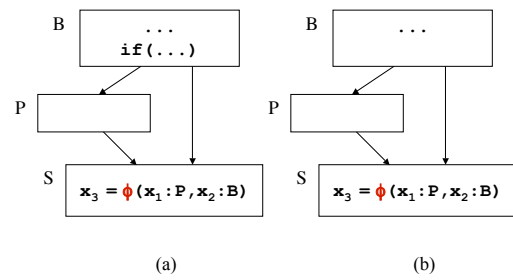 B
...
if(...)
P
S
x₃ = ϕ(x₁:P,x₂:B)
(a)
B
...
P
S
x₃ = ϕ(x₁:P,x₂:B)
(b)